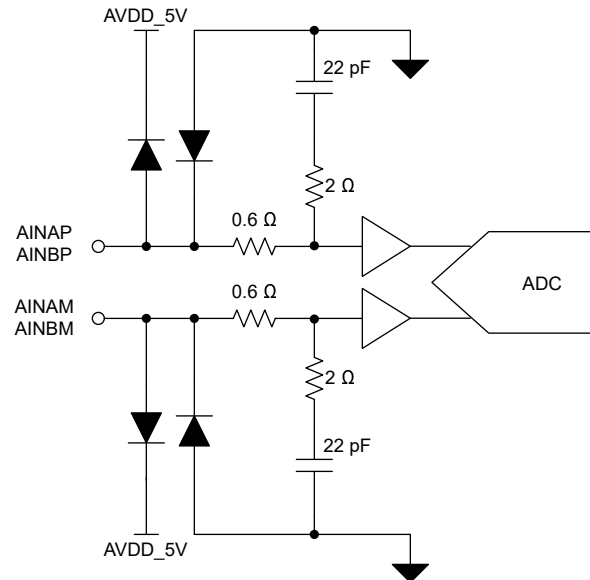 AVDD_5V
22 pF
2 Ω
0.6 Ω
AINAP
AINBP
ADC
0.6 Ω
AINAM
AINBM
2 Ω
22 pF
AVDD_5V